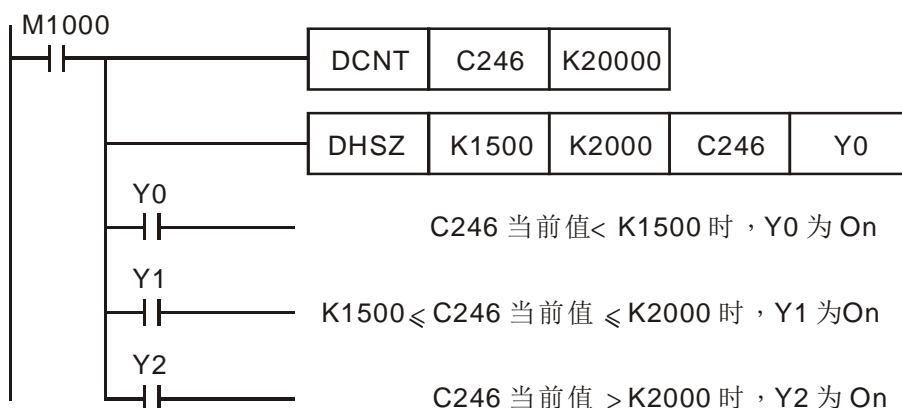 M1000
DCNT C246 K20000
DHSZ K1500 K2000 C246 Y0
Y0
C246 当前值< K1500 时，Y0 为 On
Y1
K1500≤C246 当前值 ≤K2000 时，Y1 为On
Y2
C246 当前值 >K2000 时，Y2 为 On